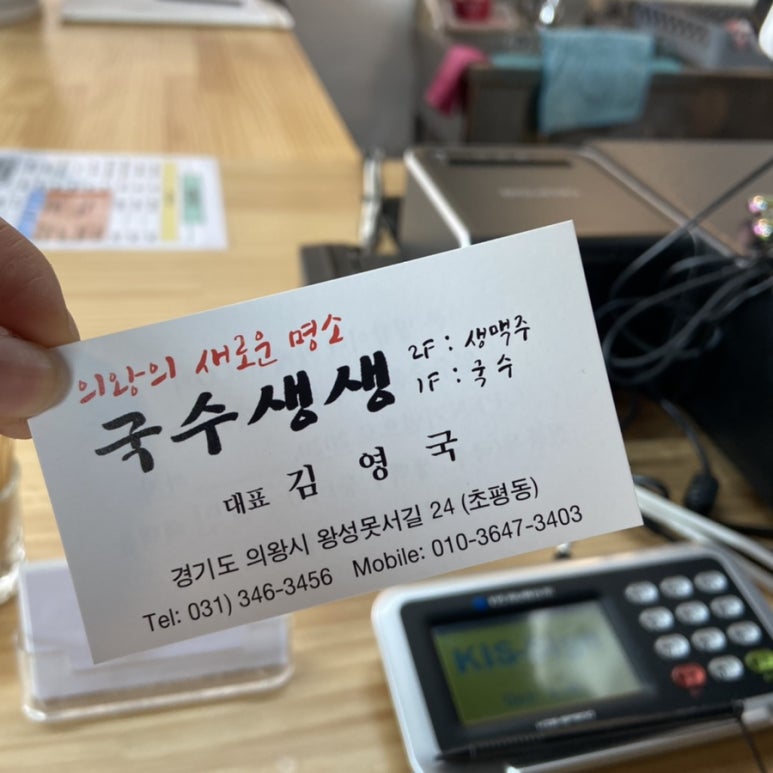 의왕의 새로운 명소
국수생생
2F : 생맥주
1F : 국수
대표 김 영 국
경기도 의왕시 왕성못서길 24 (초평동)
Tel: 031) 346-3456 Mobile: 010-3647-3403
KIS-